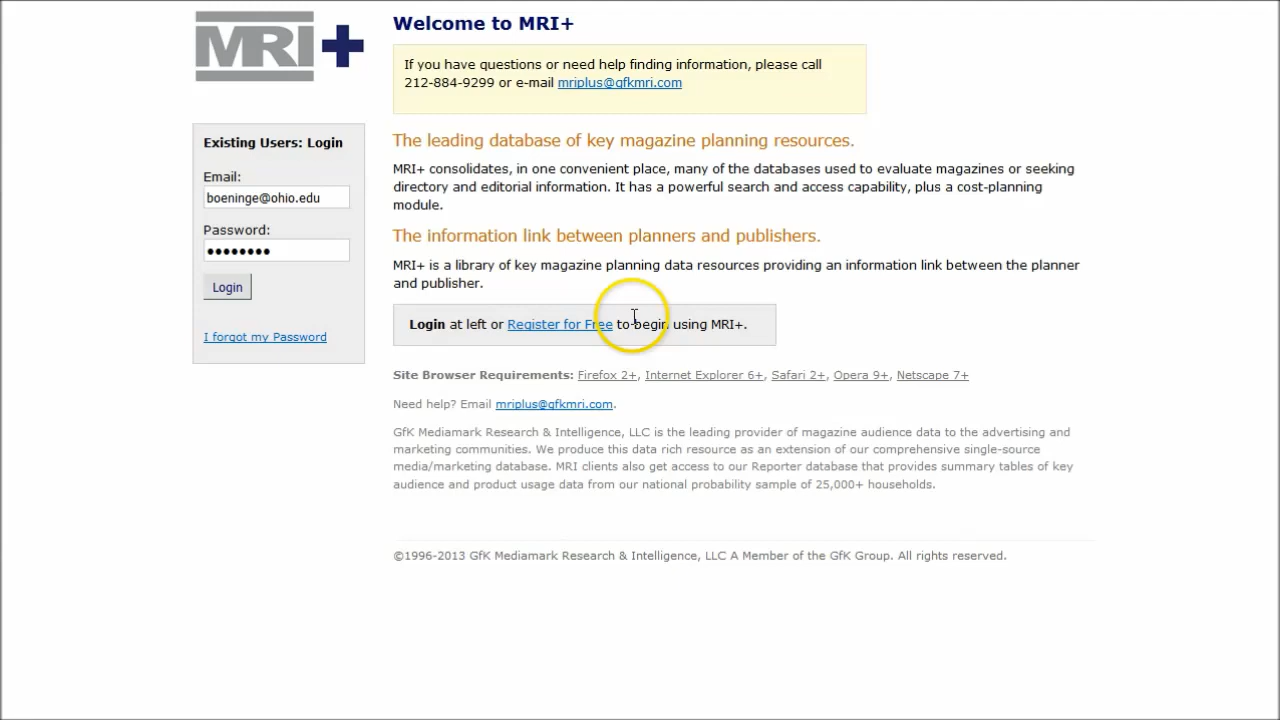 MRI+
Welcome to MRI+
If you have questions or need help finding information, please call
212-884-9299 or e-mail mriplus@gfkmri.com
Existing Users: Login
Email:
boeninge@ohio.edu
Password:
●●●●●●●●
Login
I forgot my Password
The leading database of key magazine planning resources.
MRI+ consolidates, in one convenient place, many of the databases used to evaluate magazines or seeking
directory and editorial information. It has a powerful search and access capability, plus a cost-planning
module.
The information link between planners and publishers.
MRI+ is a library of key magazine planning data resources providing an information link between the planner
and publisher.
Login at left or Register for Free to begin using MRI+.
Site Browser Requirements: Firefox 2+, Internet Explorer 6+, Safari 2+, Opera 9+, Netscape 7+
Need help? Email mriplus@gfkmri.com.
GfK Mediamark Research & Intelligence, LLC is the leading provider of magazine audience data to the advertising and
marketing communities. We produce this data rich resource as an extension of our comprehensive single-source
media/marketing database. MRI clients also get access to our Reporter database that provides summary tables of key
audience and product usage data from our national probability sample of 25,000+ households.
©1996-2013 GfK Mediamark Research & Intelligence, LLC A Member of the GfK Group. All rights reserved.